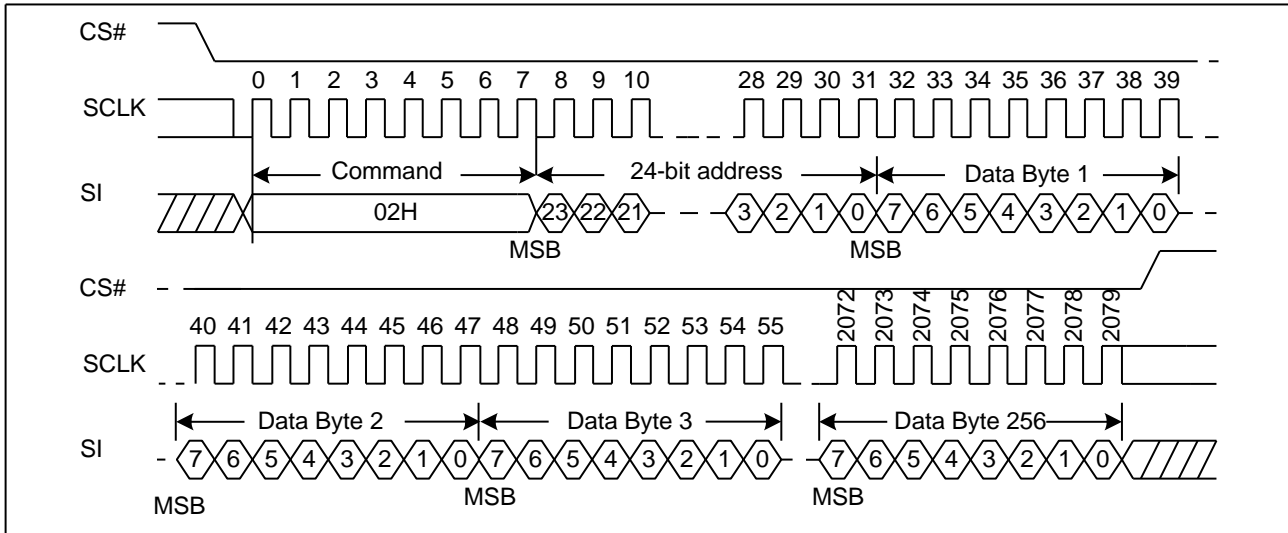 CS#
0 1 2 3 4 5 6 7 8 9 10 28 29 30 31 32 33 34 35 36 37 38 39
SCLK
Command 24-bit address Data Byte 1
SI
02H 23 22 21 3 2 1 0 7 6 5 4 3 2 1 0
MSB MSB
CS#
40 41 42 43 44 45 46 47 48 49 50 51 52 53 54 55 2072 2073 2074 2075 2076 2077 2078 2079
SCLK
Data Byte 2 Data Byte 3 Data Byte 256
SI
7 6 5 4 3 2 1 0 7 6 5 4 3 2 1 0 7 6 5 4 3 2 1 0
MSB MSB MSB